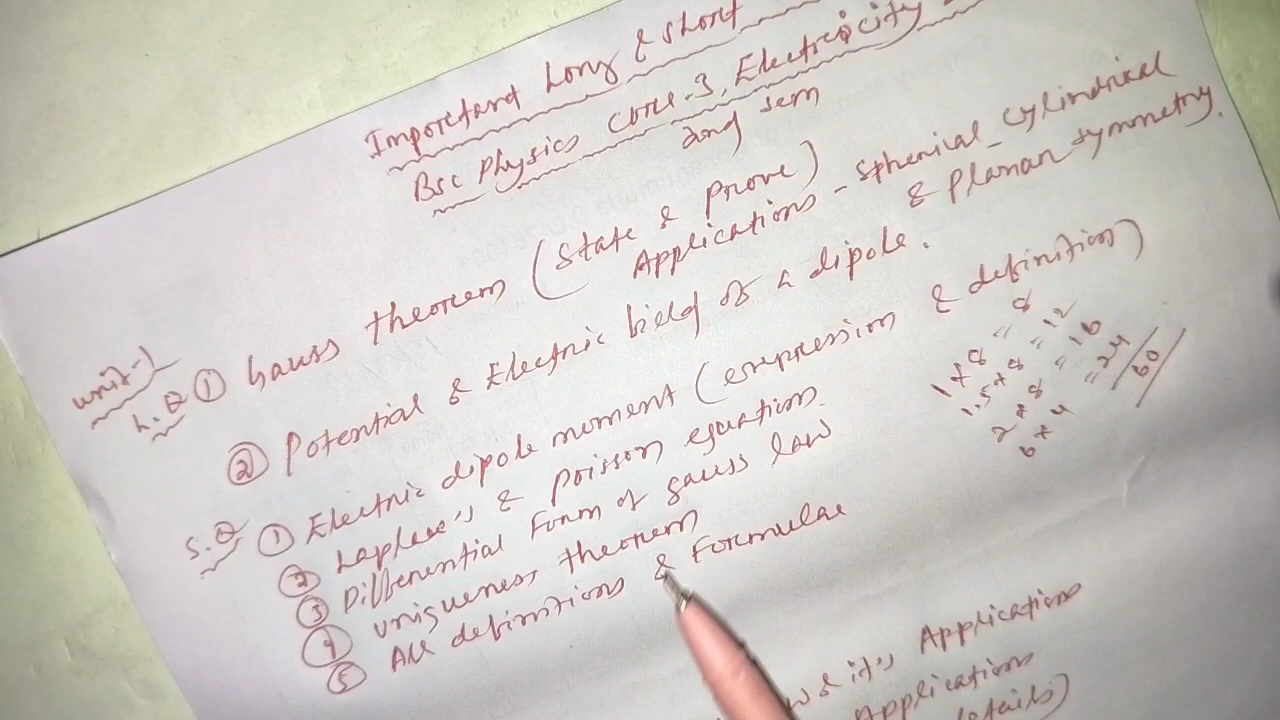 Important Long & short
Bsc Physics Core-3, Electricity
2nd sem
unit-1
L.Q ① Gauss theorem (State & Prove)
Applications - Spherical, cylindrical
& planar symmetry.
② Potential & Electric field of a dipole.
S.Q ① Electric dipole moment (expression & definition)
② Laplace's & poisson equation
③ Differential Form of gauss law
④ uniqueness theorem
⑤ All definitions & Formulae
1 x 8 = 8
1.5 x 8 = 12
2 x 8 = 16
6 x 4 = 24
60
& it's Applications
Applications
details)